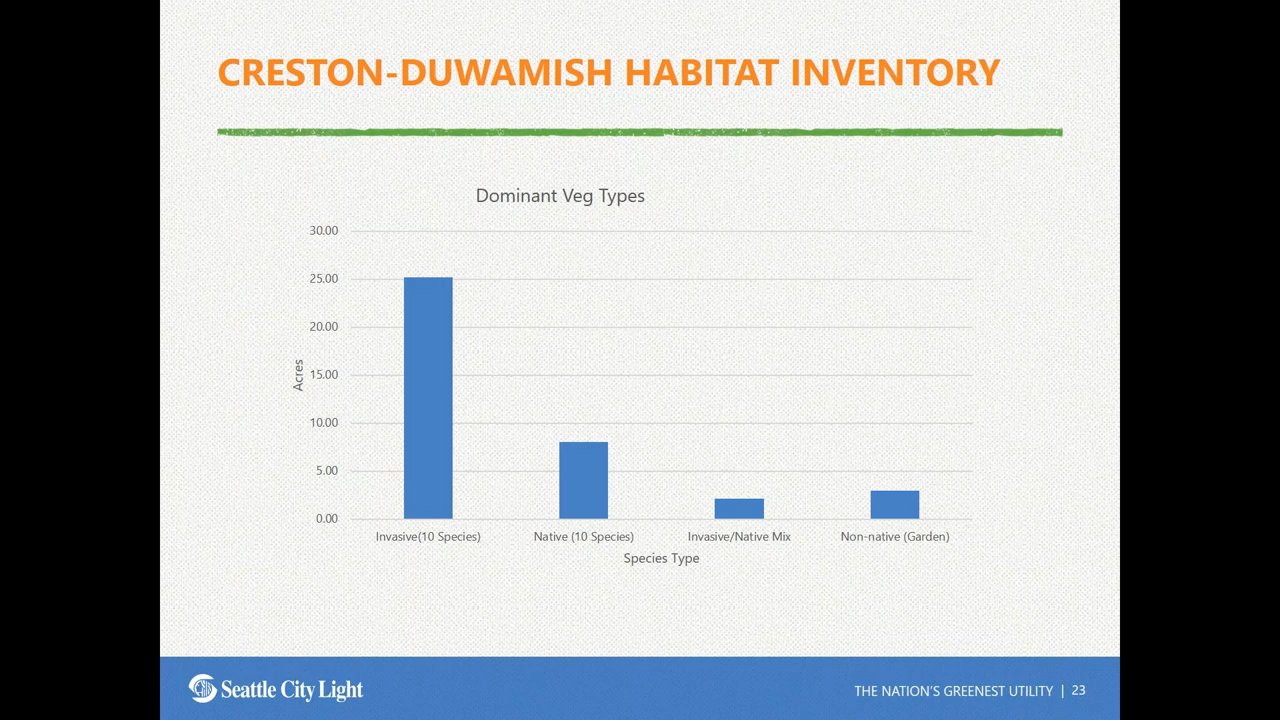 CRESTON-DUWAMISH HABITAT INVENTORY
Dominant Veg Types
30.00
25.00
20.00
15.00
10.00
5.00
0.00
Acres
Invasive(10 Species) Native (10 Species) Invasive/Native Mix Non-native (Garden)
Species Type
Seattle City Light
THE NATION'S GREENEST UTILITY | 23